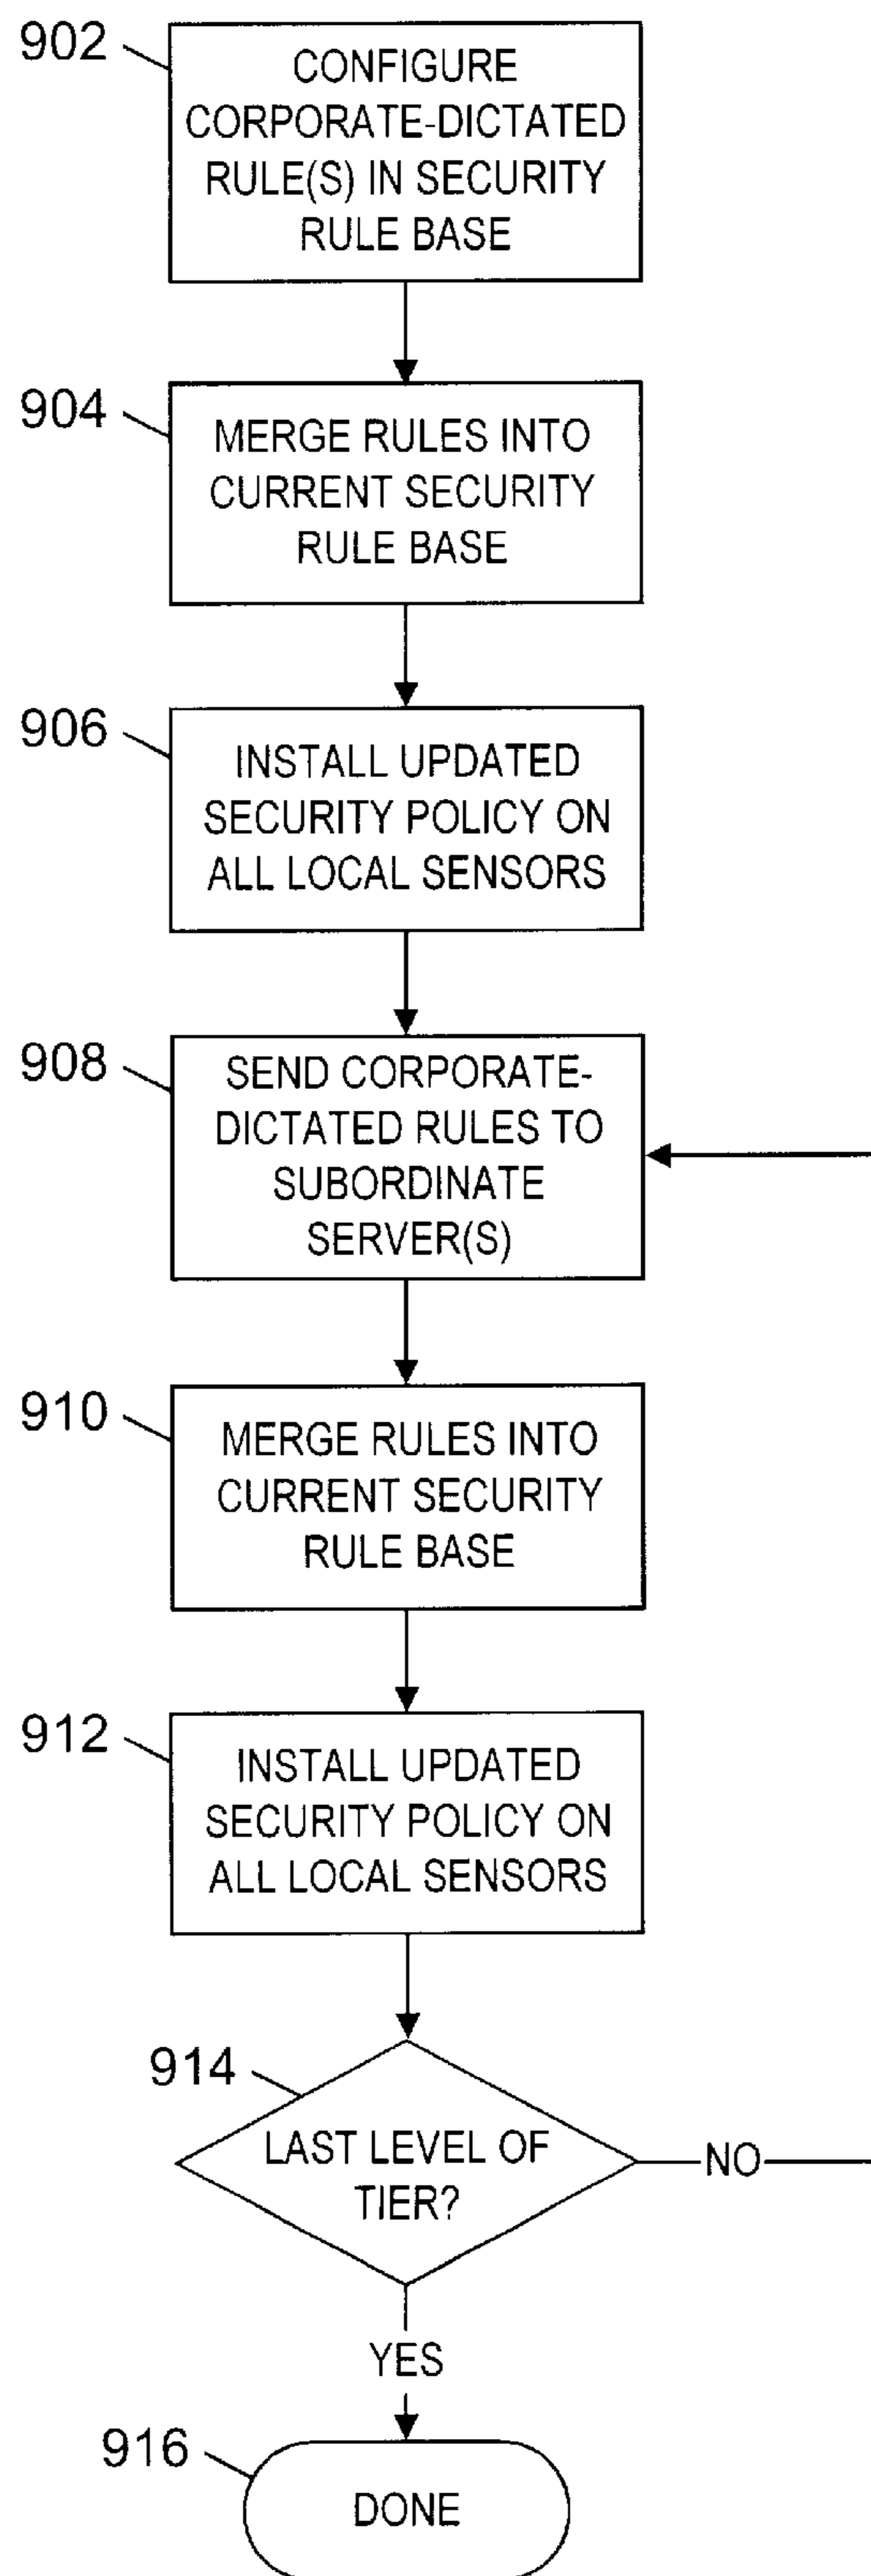 902
CONFIGURE
CORPORATE-DICTATED
RULE(S) IN SECURITY
RULE BASE
904
MERGE RULES INTO
CURRENT SECURITY
RULE BASE
906
INSTALL UPDATED
SECURITY POLICY ON
ALL LOCAL SENSORS
908
SEND CORPORATE-
DICTATED RULES TO
SUBORDINATE
SERVER(S)
910
MERGE RULES INTO
CURRENT SECURITY
RULE BASE
912
INSTALL UPDATED
SECURITY POLICY ON
ALL LOCAL SENSORS
914
LAST LEVEL OF
TIER?
NO
YES
916
DONE